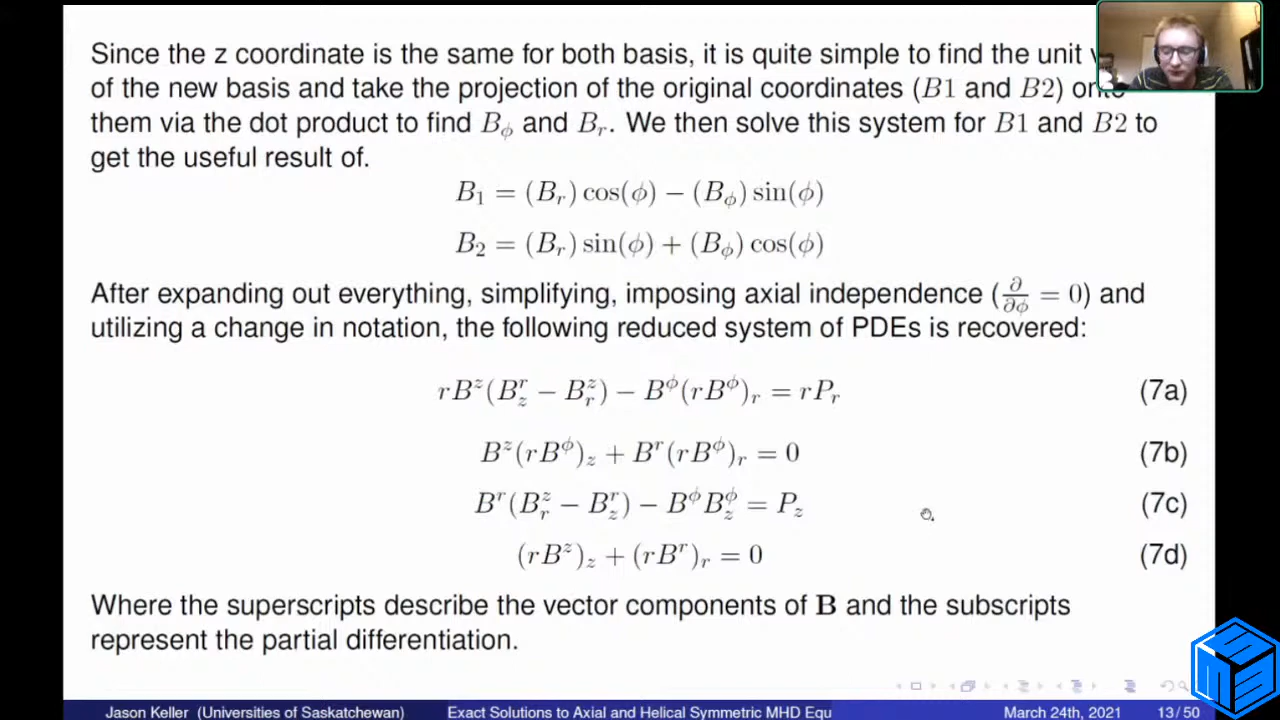 Since the z coordinate is the same for both basis, it is quite simple to find the unit
of the new basis and take the projection of the original coordinates (B1 and B2) onto
them via the dot product to find B_ϕ and B_r. We then solve this system for B1 and B2 to
get the useful result of.
B_1 = (B_r) cos(ϕ) − (B_ϕ) sin(ϕ)
B_2 = (B_r) sin(ϕ) + (B_ϕ) cos(ϕ)
After expanding out everything, simplifying, imposing axial independence (∂/∂ϕ = 0) and
utilizing a change in notation, the following reduced system of PDEs is recovered:
rB^z(B^r_z − B^z_r) − B^ϕ(rB^ϕ)_r = rP_r (7a)
B^z(rB^ϕ)_z + B^r(rB^ϕ)_r = 0 (7b)
B^r(B^z_r − B^r_z) − B^ϕB^ϕ_z = P_z (7c)
(rB^z)_z + (rB^r)_r = 0 (7d)
Where the superscripts describe the vector components of B and the subscripts
represent the partial differentiation.
Jason Keller (Universities of Saskatchewan) Exact Solutions to Axial and Helical Symmetric MHD Equ March 24th, 2021 13/50